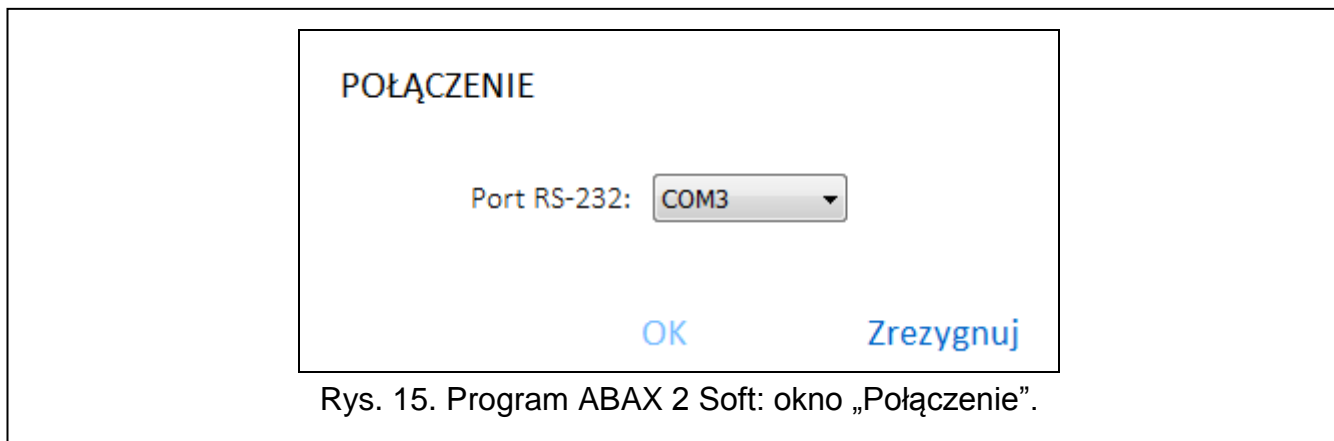 POŁĄCZENIE
Port RS-232: COM3
OK Zrezygnuj
Rys. 15. Program ABAX 2 Soft: okno „Połączenie”.